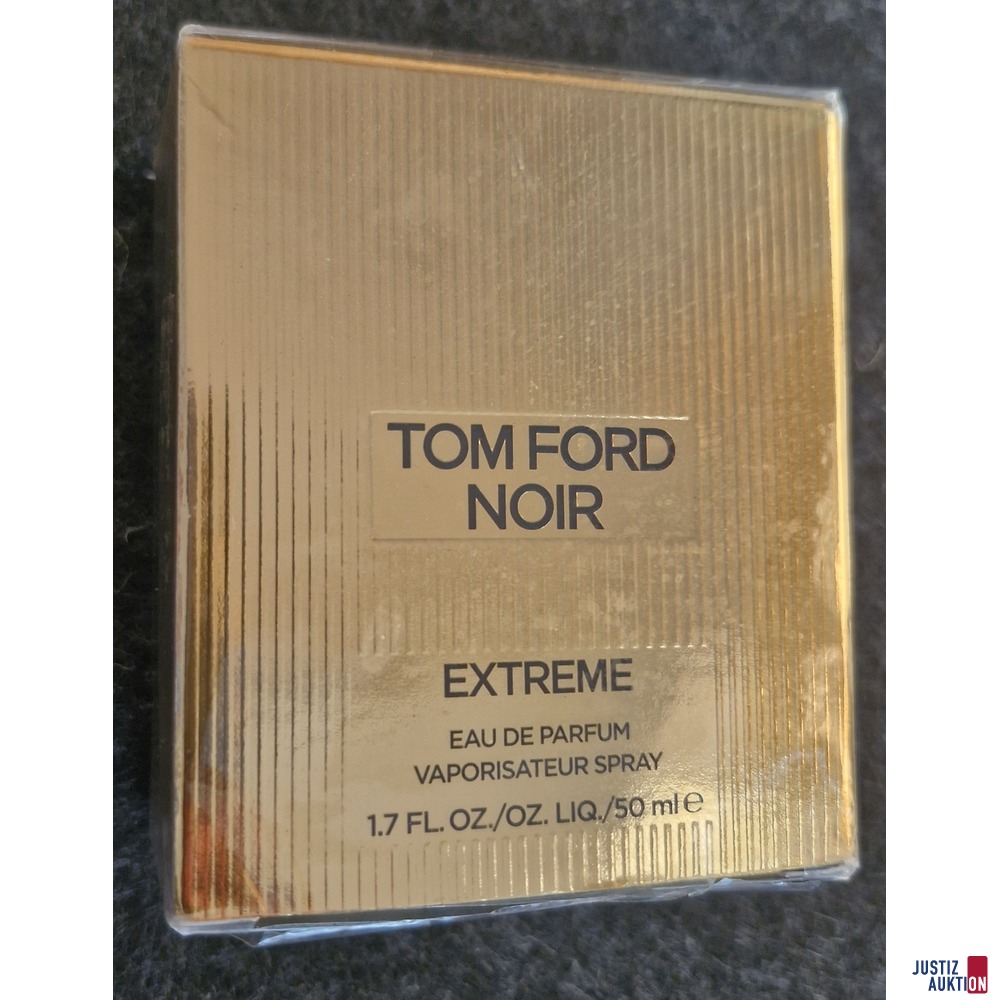 TOM FORD
NOIR
EXTREME
EAU DE PARFUM
VAPORISATEUR SPRAY
1.7 FL. OZ./OZ. LIQ./50 ml ℮
JUSTIZ
AUKTION